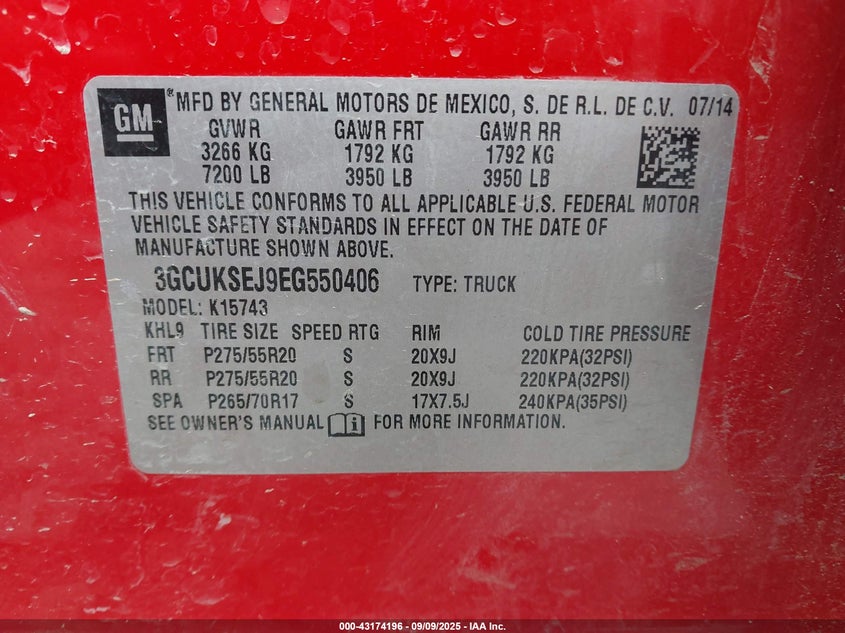 GM ® MFD BY GENERAL MOTORS DE MEXICO, S. DE R.L. DE C.V. 07/14
GVWR GAWR FRT GAWR RR
3266 KG 1792 KG 1792 KG
7200 LB 3950 LB 3950 LB
THIS VEHICLE CONFORMS TO ALL APPLICABLE U.S. FEDERAL MOTOR
VEHICLE SAFETY STANDARDS IN EFFECT ON THE DATE OF
MANUFACTURE SHOWN ABOVE.
3GCUKSEJ9EG550406 TYPE: TRUCK
MODEL: K15743
KHL9 TIRE SIZE SPEED RTG RIM COLD TIRE PRESSURE
FRT P275/55R20 S 20X9J 220KPA(32PSI)
RR P275/55R20 S 20X9J 220KPA(32PSI)
SPA P265/70R17 S 17X7.5J 240KPA(35PSI)
SEE OWNER'S MANUAL FOR MORE INFORMATION.
000-43174196 - 09/09/2025 - IAA Inc.